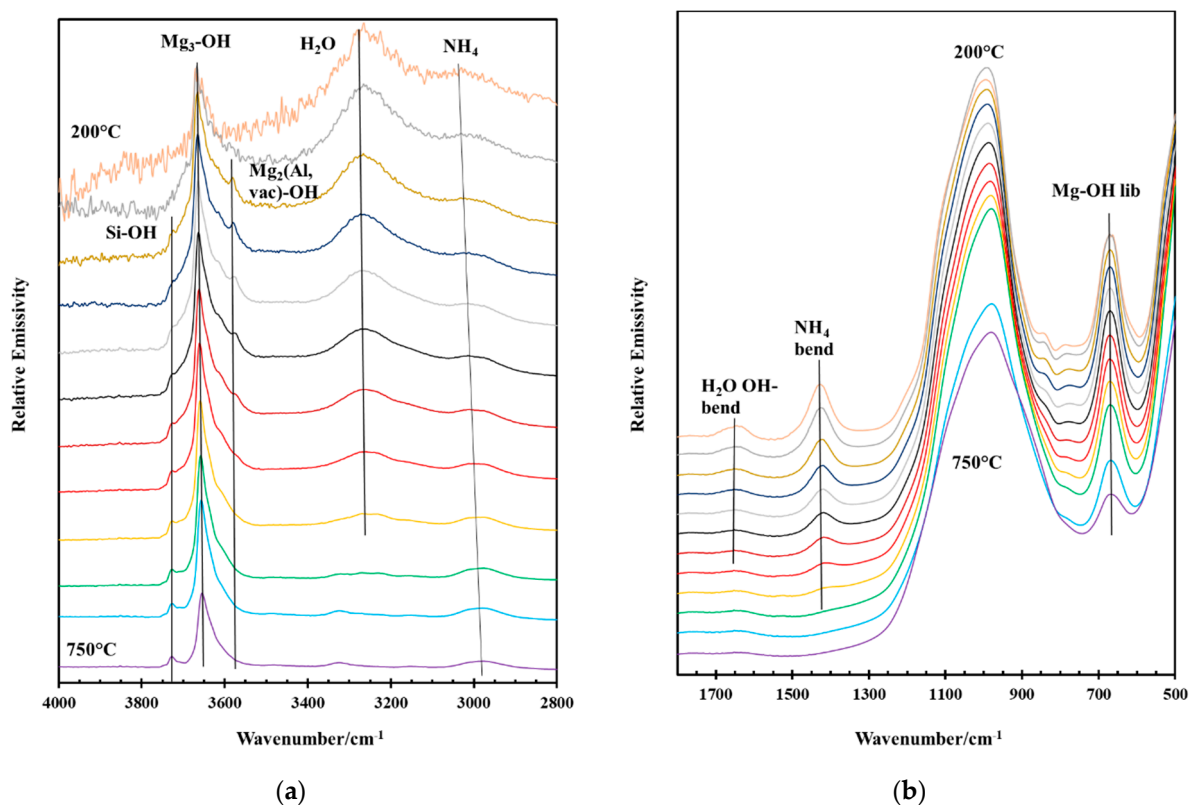 Mg3-OH
H2O
NH4
200°C
Mg2(Al,
vac)-OH
Si-OH
750°C
Relative Emissivity
4000 3800 3600 3400 3200 3000 2800
Wavenumber/cm-1
(a)
200°C
Mg-OH lib
NH4
bend
H2O OH-
bend
750°C
Relative Emissivity
1700 1500 1300 1100 900 700 500
Wavenumber/cm-1
(b)